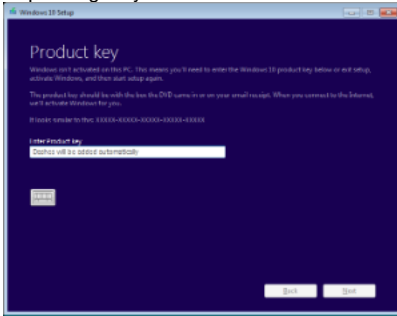 Windows 10 Setup
Product key
Windows isn't activated on this PC. This means you'll need to enter the Windows 10 product key below or exit setup,
activate Windows, and then start setup again.
The product key should be with the box the DVD came in or on your email receipt. When you connect to the Internet,
we'll activate Windows for you.
It looks similar to this: XXXXX-XXXXX-XXXXX-XXXXX-XXXXX
Enter Product key
Dashes will be added automatically
Back
Next